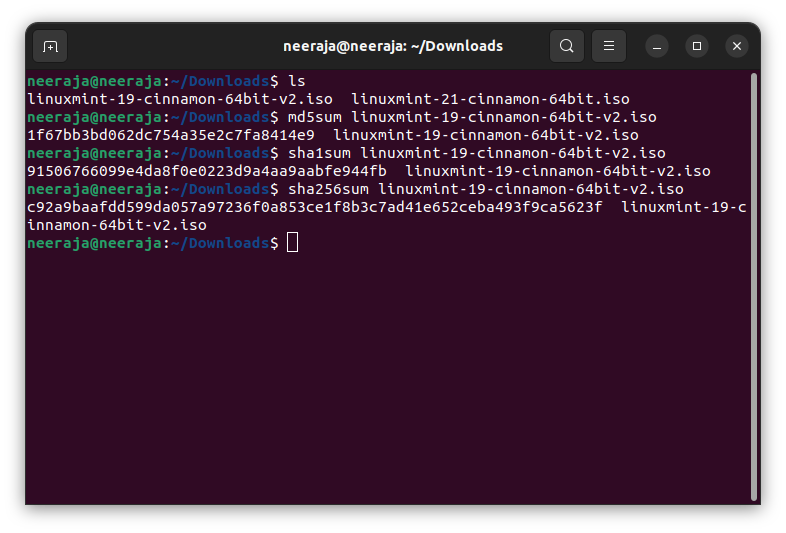 neeraja@neeraja: ~/Downloads
neeraja@neeraja:~/Downloads$ ls
linuxmint-19-cinnamon-64bit-v2.iso  linuxmint-21-cinnamon-64bit.iso
neeraja@neeraja:~/Downloads$ md5sum linuxmint-19-cinnamon-64bit-v2.iso
1f67bb3bd062dc754a35e2c7fa8414e9  linuxmint-19-cinnamon-64bit-v2.iso
neeraja@neeraja:~/Downloads$ sha1sum linuxmint-19-cinnamon-64bit-v2.iso
91506766099e4da8f0e0223d9a4aa9aabfe944fb  linuxmint-19-cinnamon-64bit-v2.iso
neeraja@neeraja:~/Downloads$ sha256sum linuxmint-19-cinnamon-64bit-v2.iso
c92a9baafdd599da057a97236f0a853ce1f8b3c7ad41e652ceba493f9ca5623f  linuxmint-19-c
innamon-64bit-v2.iso
neeraja@neeraja:~/Downloads$